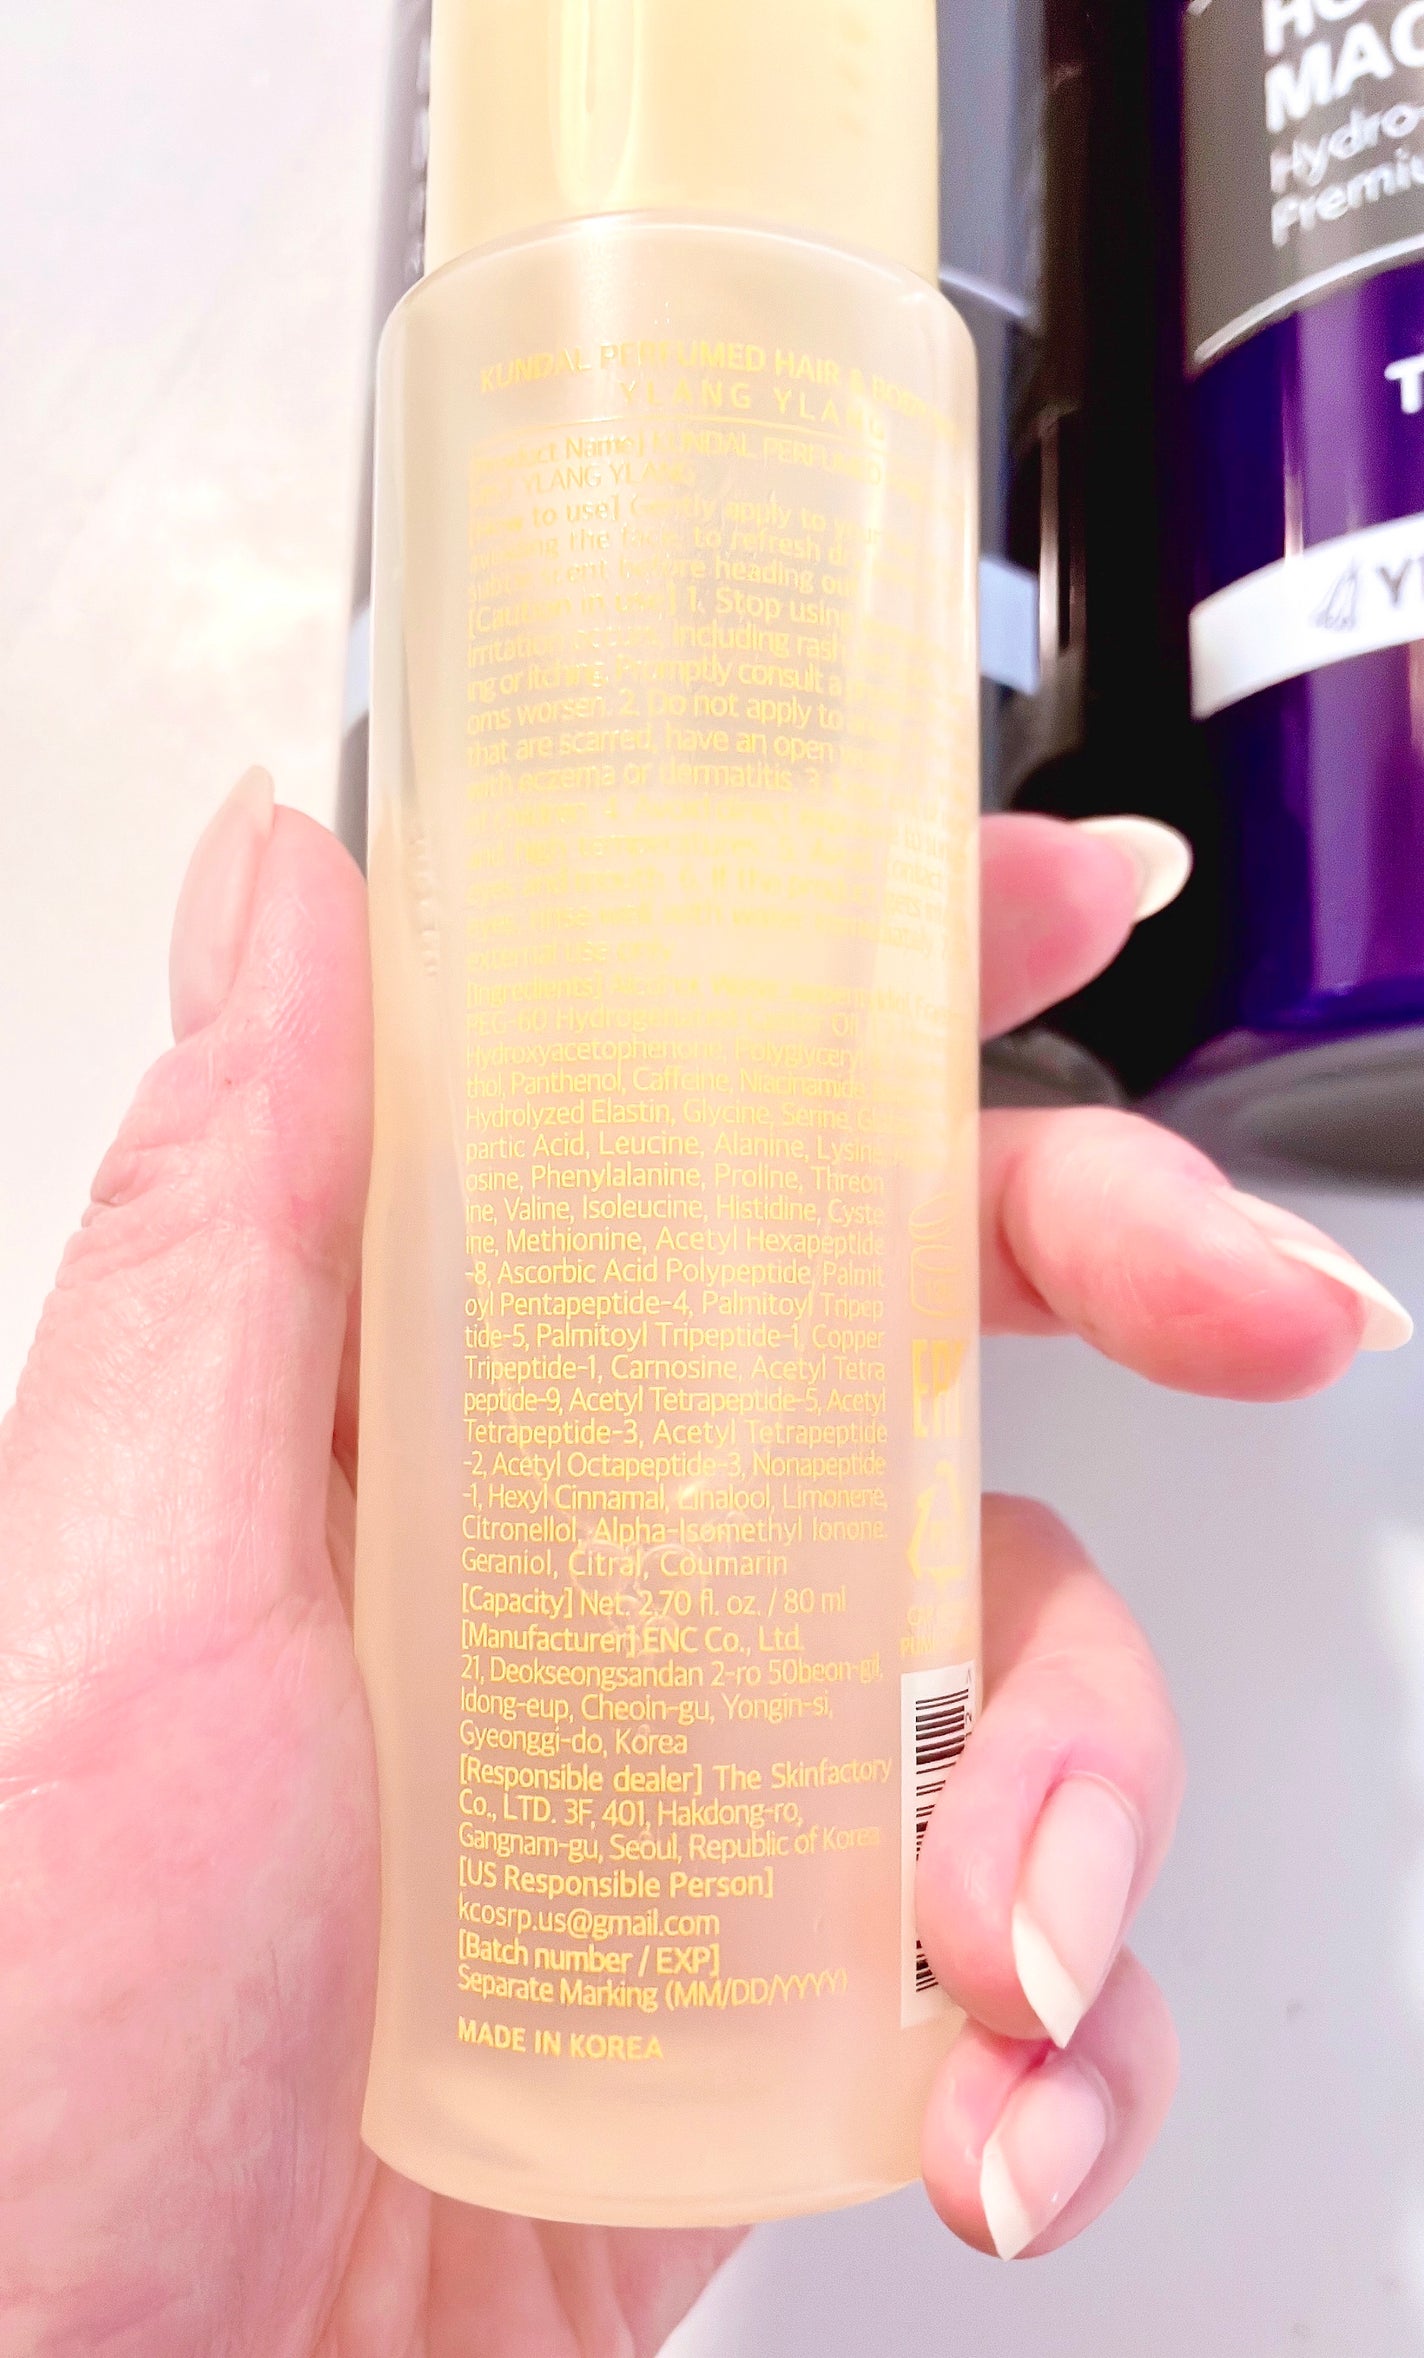 KUNDAL PERFUMED HAIR & BODY
YLANG YLANG
[Product Name] KUNDAL PERFUMED
YLANG YLANG
[How to use] Gently apply to your
avoiding the face, to refresh
subtle scent before heading out
[Caution in use] 1. Stop using
irritation occurs, including rash
ing or itching. Promptly consult a
oms worsen. 2. Do not apply to
that are scarred, have an open
with eczema or dermatitis. 3.
of children. 4. Avoid direct
and high temperatures. 5. Avoid contact
eyes and mouth. 6. If the product gets
eyes, rinse well with water immediately. 7.
external use only.
[Ingredients] Alcohol, Water,
PEG-60 Hydrogenated Castor Oil,
Hydroxyacetophenone, Polyglyceryl
thol, Panthenol, Caffeine, Niacinamide
Hydrolyzed Elastin, Glycine, Serine,
partic Acid, Leucine, Alanine, Lysine,
osine, Phenylalanine, Proline, Threon
ine, Valine, Isoleucine, Histidine, Cyste
ine, Methionine, Acetyl Hexapeptide
-8, Ascorbic Acid Polypeptide, Palmit
oyl Pentapeptide-4, Palmitoyl Tripep
tide-5, Palmitoyl Tripeptide-1, Copper
Tripeptide-1, Carnosine, Acetyl Tetra
peptide-9, Acetyl Tetrapeptide-5, Acetyl
Tetrapeptide-3, Acetyl Tetrapeptide
-2, Acetyl Octapeptide-3, Nonapeptide
-1, Hexyl Cinnamal, Linalool, Limonene,
Citronellol, Alpha-Isomethyl Ionone,
Geraniol, Citral, Coumarin
[Capacity] Net. 2.70 fl. oz. / 80 ml
[Manufacturer] ENC Co., Ltd.
21, Deokseongsandan 2-ro 50beon-gil,
Idong-eup, Cheoin-gu, Yongin-si,
Gyeonggi-do, Korea
[Responsible dealer] The Skinfactory
Co., LTD. 3F, 401, Hakdong-ro,
Gangnam-gu, Seoul, Republic of Korea
[US Responsible Person]
kcosrp.us@gmail.com
[Batch number / EXP]
Separate Marking (MM/DD/YYYY)
MADE IN KOREA
Hydro-